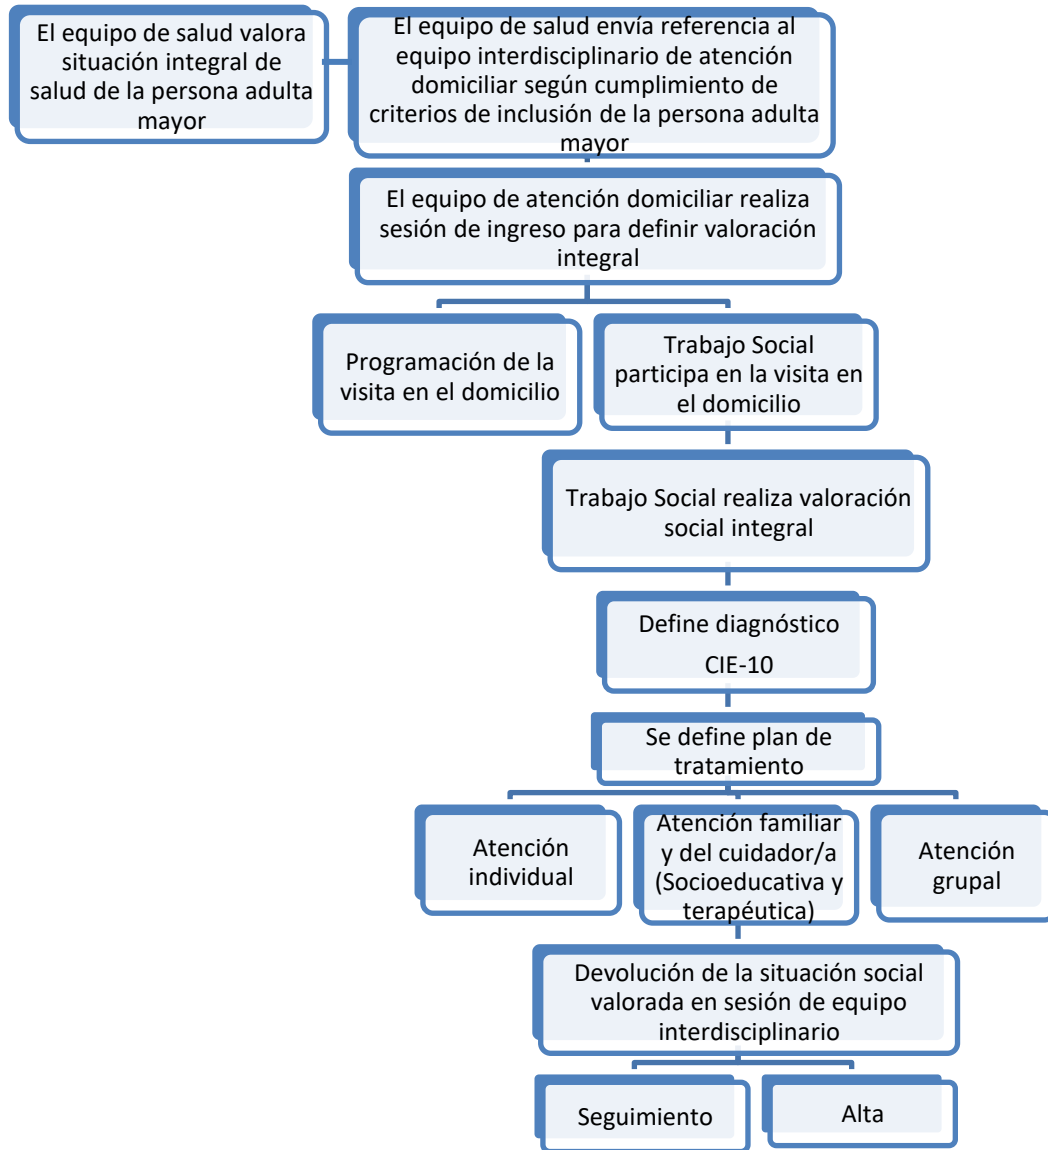 El equipo de salud valora
situación integral de
salud de la persona adulta
mayor
El equipo de salud envía referencia al
equipo interdisciplinario de atención
domiciliar según cumplimiento de
criterios de inclusión de la persona adulta
mayor
El equipo de atención domiciliar realiza
sesión de ingreso para definir valoración
integral
Programación de la
visita en el domicilio
Trabajo Social
participa en la visita en
el domicilio
Trabajo Social realiza valoración
social integral
Define diagnóstico
CIE-10
Se define plan de
tratamiento
Atención
individual
Atención familiar
y del cuidador/a
(Socioeducativa y
terapéutica)
Atención
grupal
Devolución de la situación social
valorada en sesión de equipo
interdisciplinario
Seguimiento
Alta